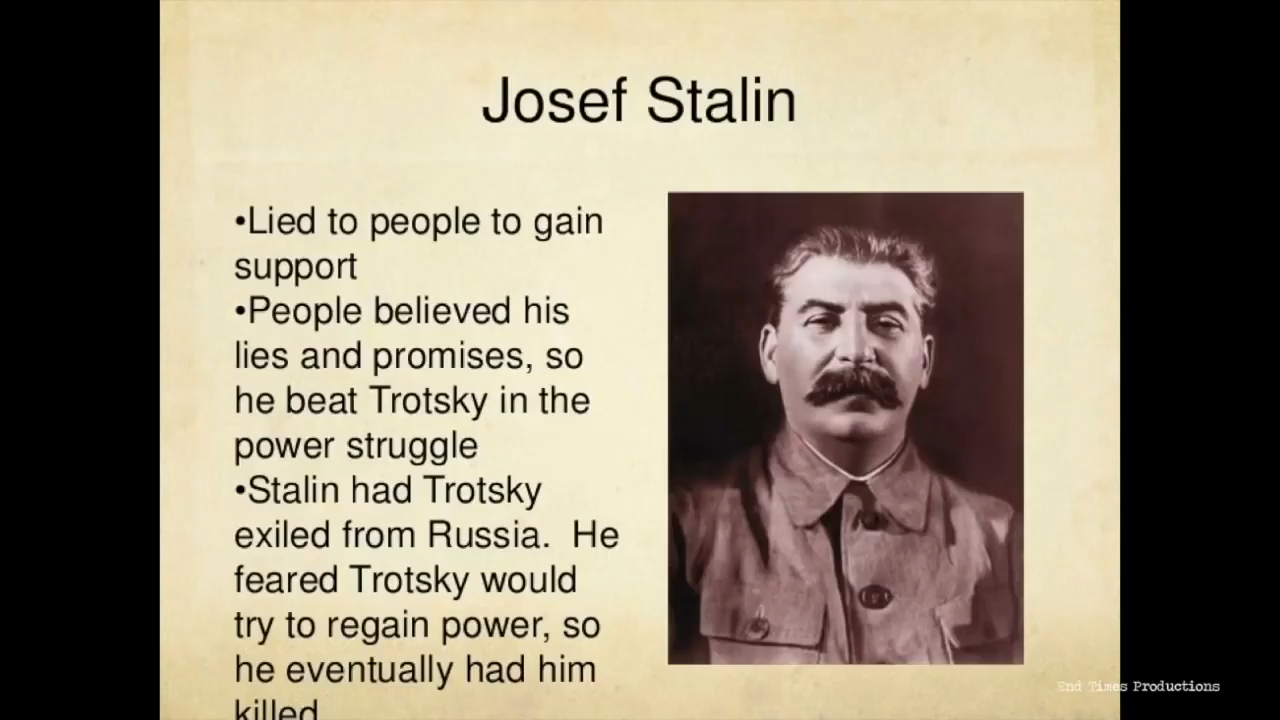 Josef Stalin
•Lied to people to gain
support
•People believed his
lies and promises, so
he beat Trotsky in the
power struggle
•Stalin had Trotsky
exiled from Russia.  He
feared Trotsky would
try to regain power, so
he eventually had him
killed
End Times Productions